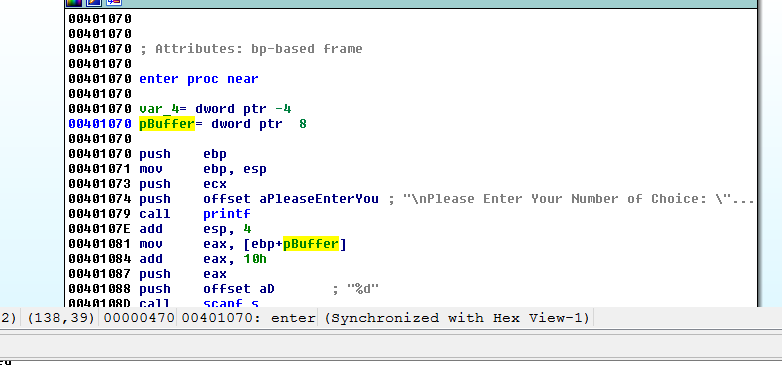 00401070
00401070
00401070 ; Attributes: bp-based frame
00401070
00401070 enter proc near
00401070
00401070 var_4= dword ptr -4
00401070 pBuffer= dword ptr  8
00401070
00401070 push    ebp
00401071 mov     ebp, esp
00401073 push    ecx
00401074 push    offset aPleaseEnterYou ; "\nPlease Enter Your Number of Choice: \"...
00401079 call    printf
0040107E add     esp, 4
00401081 mov     eax, [ebp+pBuffer]
00401084 add     eax, 10h
00401087 push    eax
00401088 push    offset aD       ; "%d"
0040108D call    scanf_s
2) (138,39) 00000470 00401070: enter (Synchronized with Hex View-1)